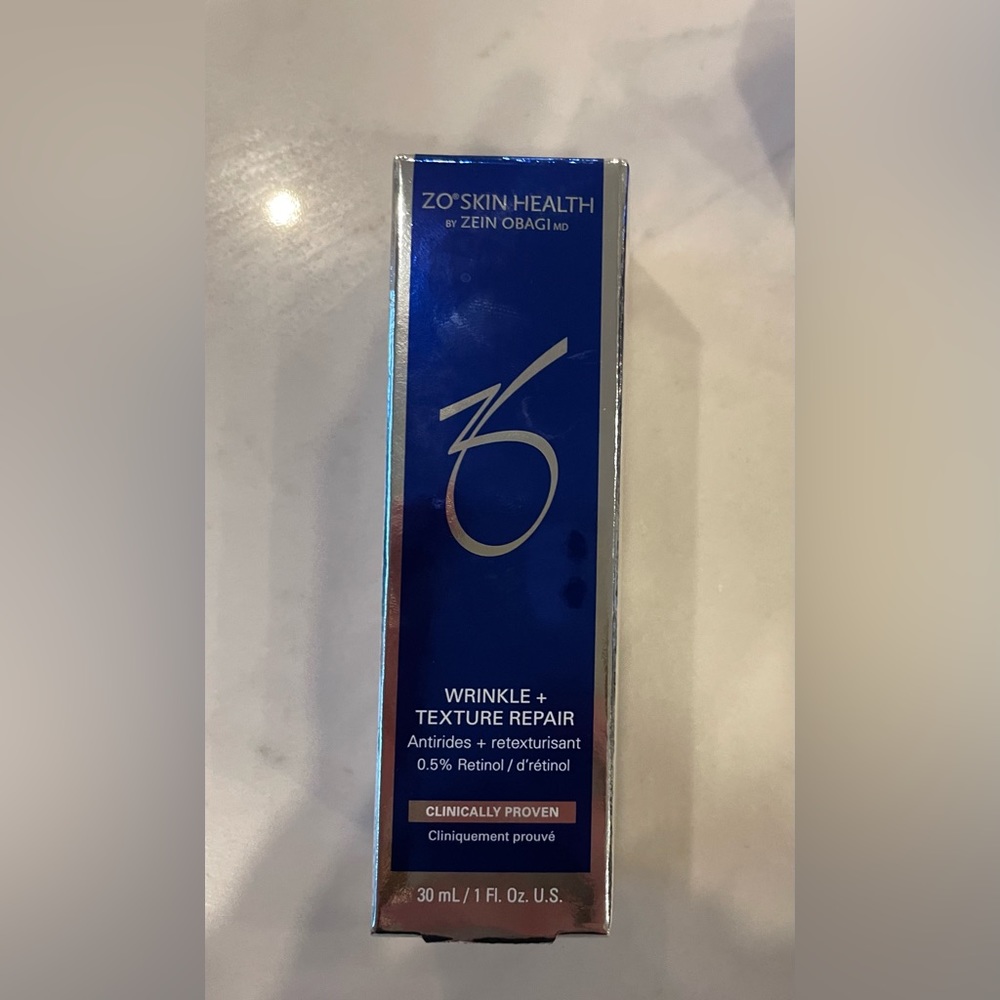 ZO® SKIN HEALTH
BY ZEIN OBAGI MD
ZO
WRINKLE +
TEXTURE REPAIR
Antirides + retexturisant
0.5% Retinol / d'rétinol
CLINICALLY PROVEN
Cliniquement prouvé
30 mL / 1 Fl. Oz. U.S.